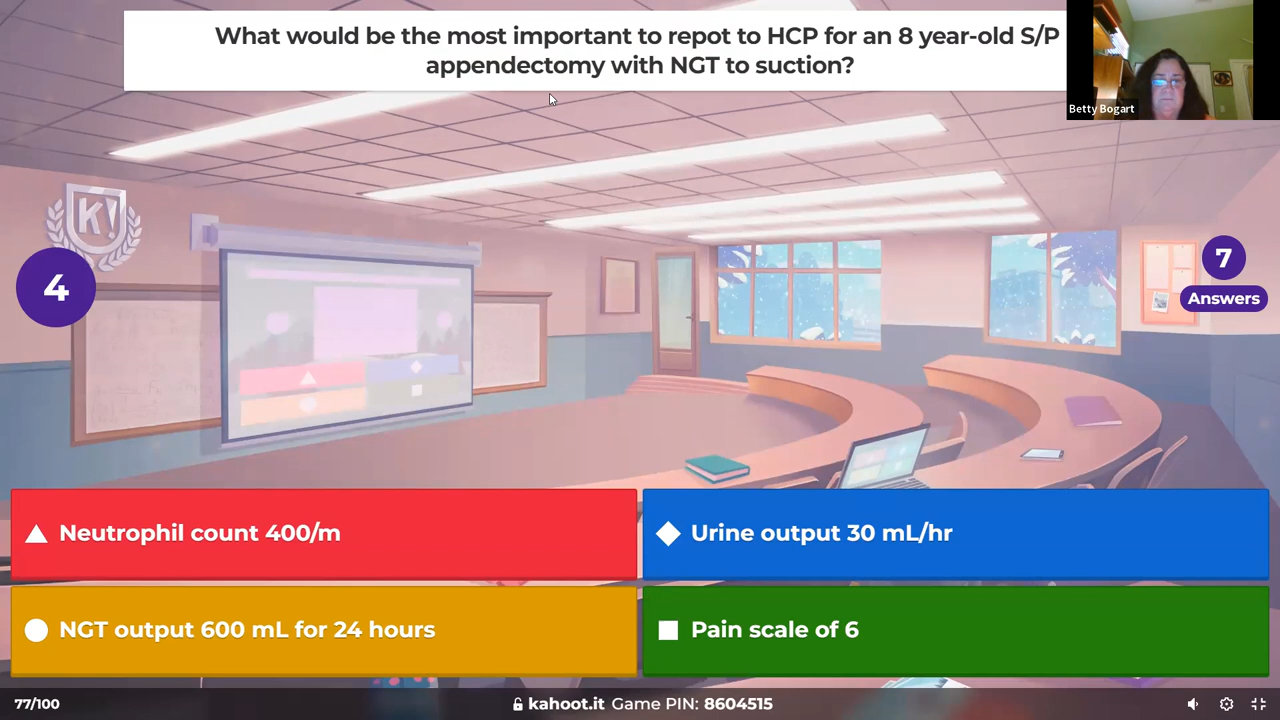 What would be the most important to repot to HCP for an 8 year-old S/P
appendectomy with NGT to suction?
Betty Bogart
K!
4
7
Answers
Neutrophil count 400/m
Urine output 30 mL/hr
NGT output 600 mL for 24 hours
Pain scale of 6
77/100
kahoot.it Game PIN: 8604515